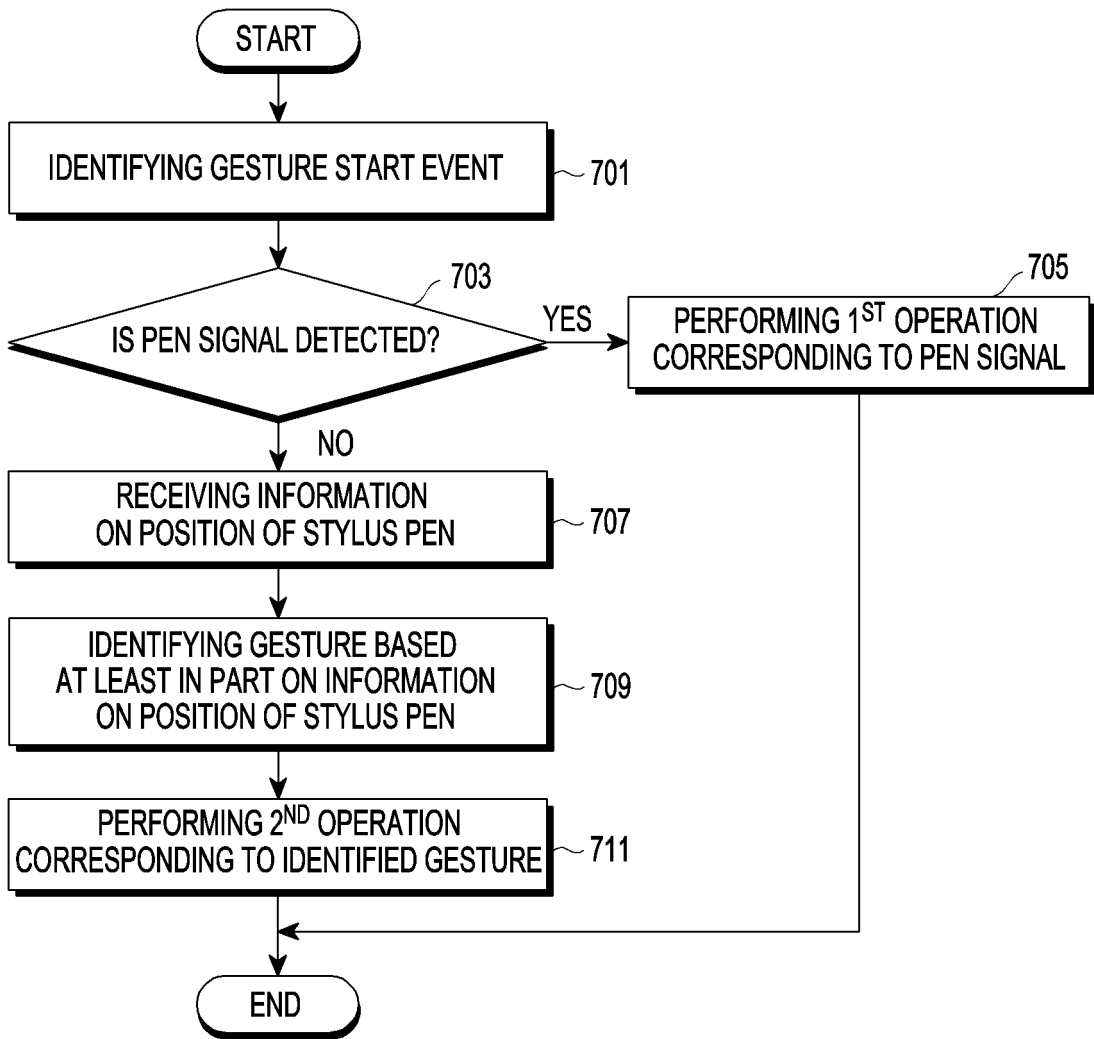 START
IDENTIFYING GESTURE START EVENT
701
703
IS PEN SIGNAL DETECTED?
YES
705
PERFORMING 1ST OPERATION
CORRESPONDING TO PEN SIGNAL
NO
RECEIVING INFORMATION
ON POSITION OF STYLUS PEN
707
IDENTIFYING GESTURE BASED
AT LEAST IN PART ON INFORMATION
ON POSITION OF STYLUS PEN
709
PERFORMING 2ND OPERATION
CORRESPONDING TO IDENTIFIED GESTURE
711
END